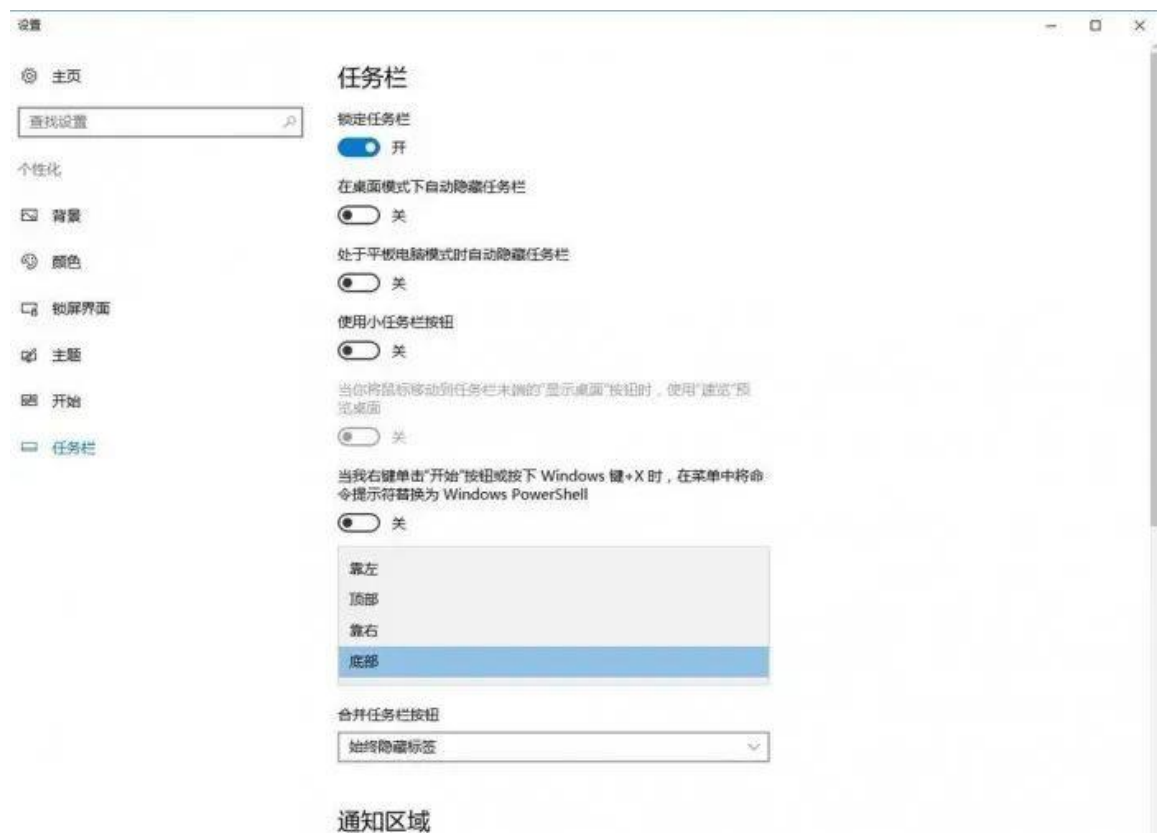 设置
主页
查找设置
个性化
背景
颜色
锁屏界面
主题
开始
任务栏
任务栏
锁定任务栏
开
在桌面模式下自动隐藏任务栏
关
处于平板电脑模式时自动隐藏任务栏
关
使用小任务栏按钮
关
当你将鼠标移动到任务栏末端的"显示桌面"按钮时，使用"速览"预
览桌面
关
当我右键单击"开始"按钮或按下 Windows 键+X 时，在菜单中将命
令提示符替换为 Windows PowerShell
关
靠左
顶部
靠右
底部
合并任务栏按钮
始终隐藏标签
通知区域